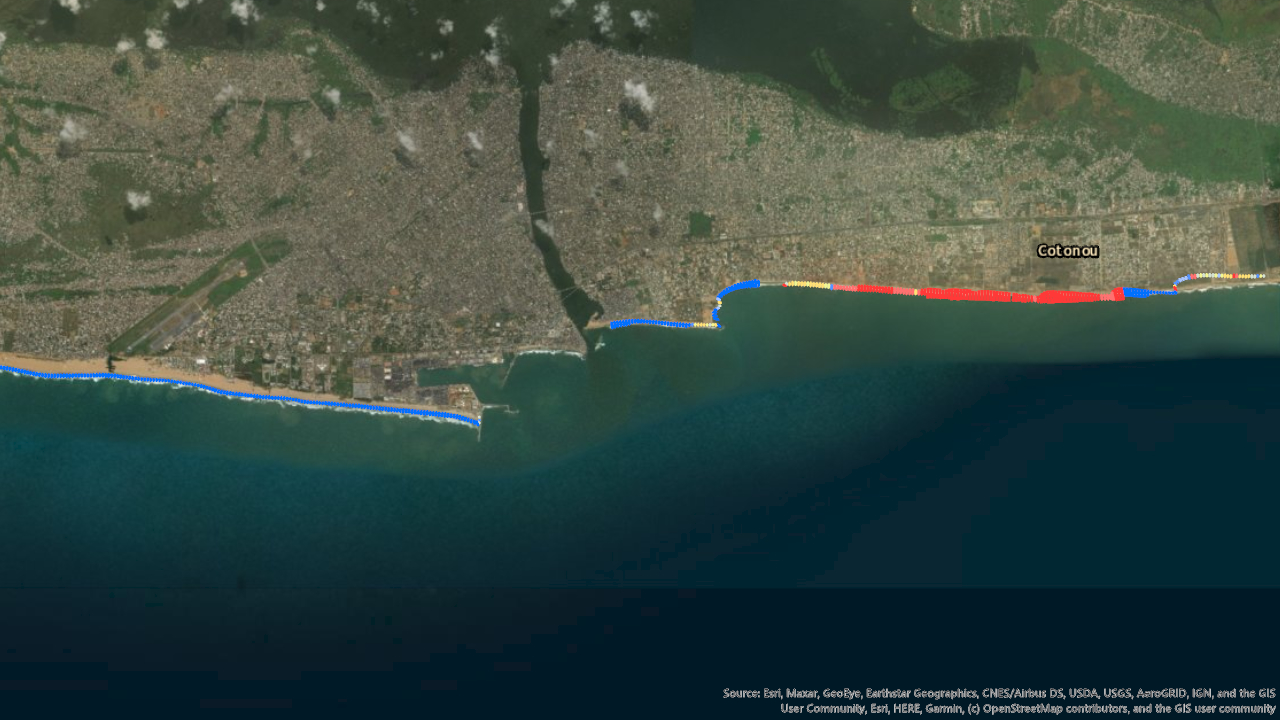 Cotonou
Source: Esri, Maxar, GeoEye, Earthstar Geographics, CNES/Airbus DS, USDA, USGS, AeroGRID, IGN, and the GIS
User Community, Esri, HERE, Garmin, (c) OpenStreetMap contributors, and the GIS user community